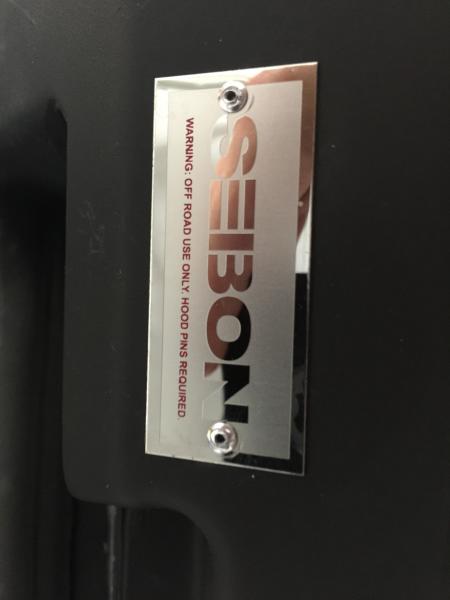 SEIBON
WARNING: OFF ROAD USE ONLY. HOOD PINS REQUIRED.